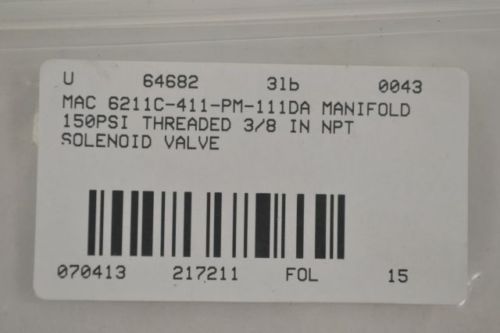 U 64682 3lb 0043
MAC 6211C-411-PM-111DA MANIFOLD
150PSI THREADED 3/8 IN NPT
SOLENOID VALVE
070413 217211 FOL 15